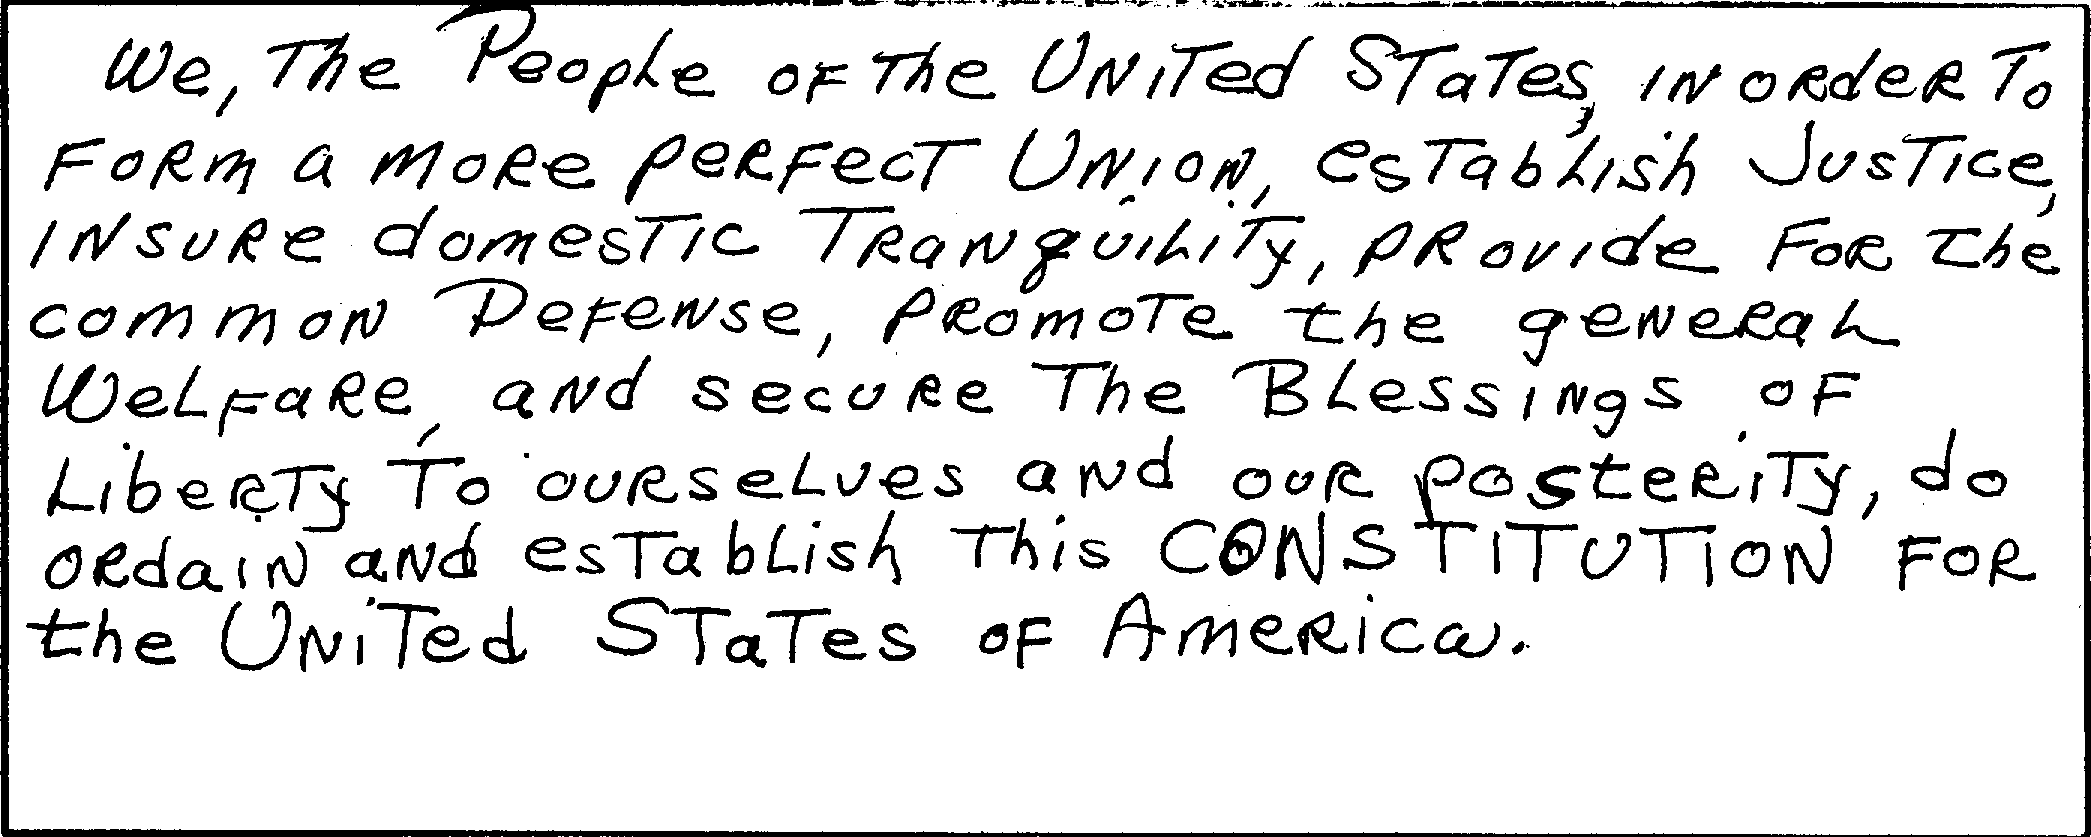 We, The People of the United States, in order to
form a more perfect Union, establish Justice,
insure domestic Tranquility, provide for the
common Defense, promote the general
Welfare, and secure The Blessings of
Liberty To ourselves and our posterity, do
ordain and establish This CONSTITUTION for
the United States of America.